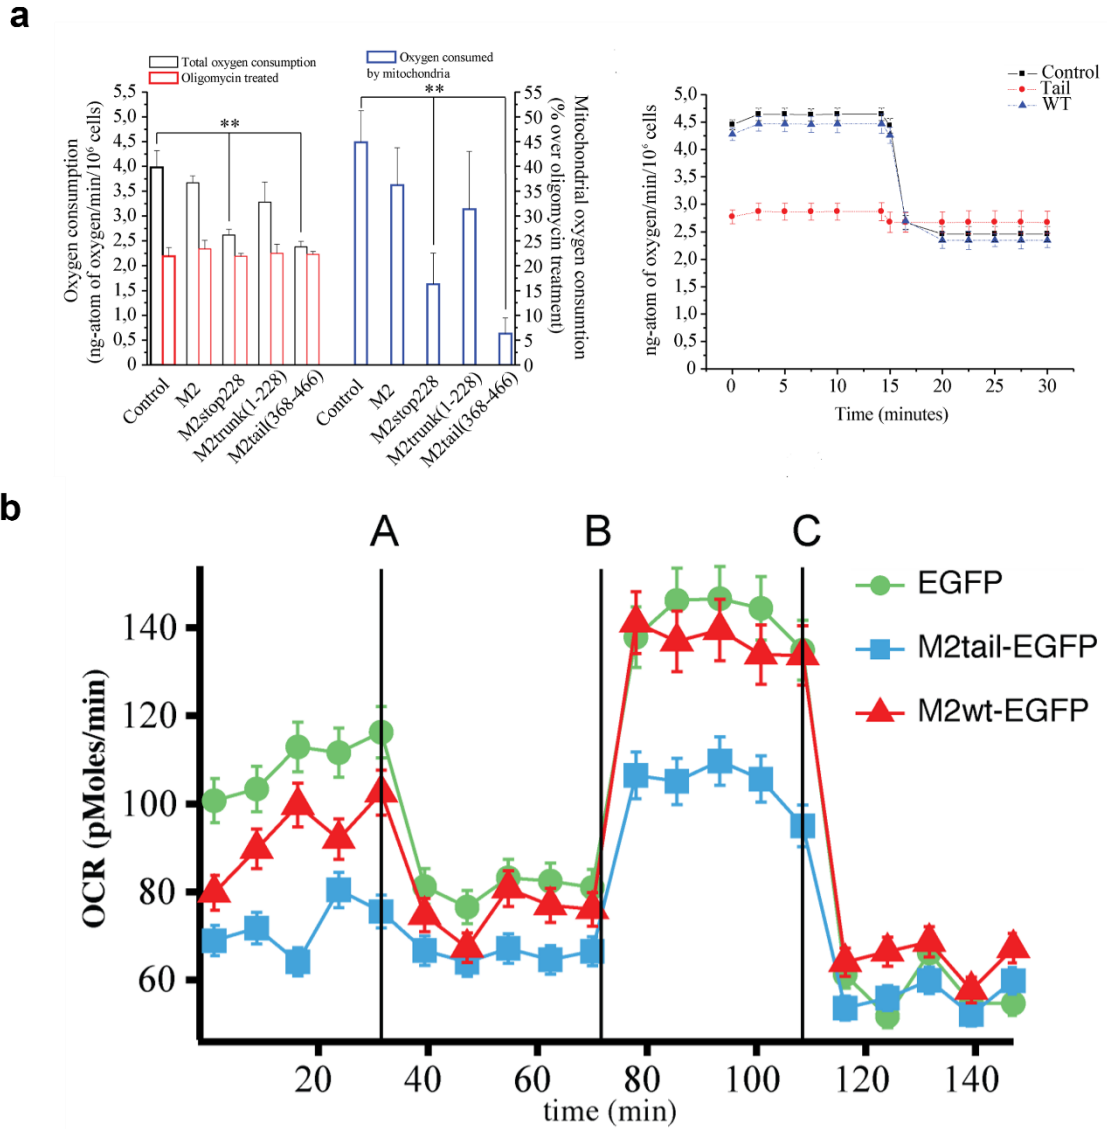 a
Total oxygen consumption
Oligomycin treated
Oxygen consumed
by mitochondria
Oxygen consumption
(ng-atom of oxygen/min/10⁶ cells)
5,5
5,0
4,5
4,0
3,5
3,0
2,5
2,0
1,5
1,0
0,5
0
**
**
55
50
45
40
35
30
25
20
15
10
5
0
Mitochondrial oxygen consumtion
(% over oligomycin treatment)
Control
M2
M2stop228
M2trunk(1-228)
M2tail(368-466)
Control
M2
M2stop228
M2trunk(1-228)
M2tail(368-466)
Control
Tail
WT
ng-atom of oxygen/min/10⁶ cells
5,0
4,5
4,0
3,5
3,0
2,5
2,0
1,5
1,0
0,5
0
0 5 10 15 20 25 30
Time (minutes)
b
A B C
EGFP
M2tail-EGFP
M2wt-EGFP
OCR (pMoles/min)
140
120
100
80
60
20 40 60 80 100 120 140
time (min)